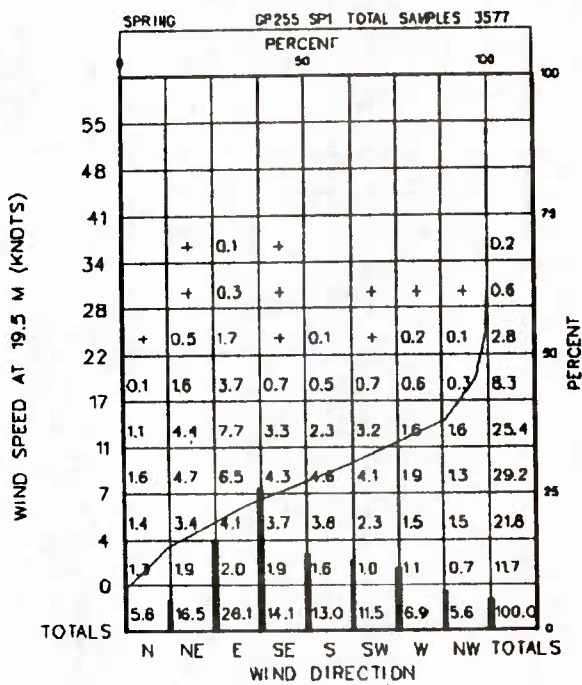 SPRING GP255 SP1 TOTAL SAMPLES 3577
PERCENT
50 100
100
55
48
41 75
+ 0.1 + 0.2
34
+ 0.3 + + + + 0.6
28
+ 0.5 1.7 + 0.1 + 0.2 0.1 2.8
22 50
0.1 1.6 3.7 0.7 0.5 0.7 0.6 0.3 8.3
17
1.1 4.4 7.7 3.3 2.3 3.2 1.6 1.6 25.4
11
1.6 4.7 6.5 4.3 4.6 4.1 1.9 1.3 29.2
7 25
1.4 3.4 4.1 3.7 3.8 2.3 1.5 1.5 21.8
4
1.3 1.9 2.0 1.9 1.6 1.0 1.1 0.7 11.7
0
5.6 16.5 26.1 14.1 13.0 11.5 6.9 5.6 100.0
TOTALS 0
N NE E SE S SW W NW TOTALS
WIND DIRECTION
WIND SPEED AT 19.5 M (KNOTS)
PERCENT